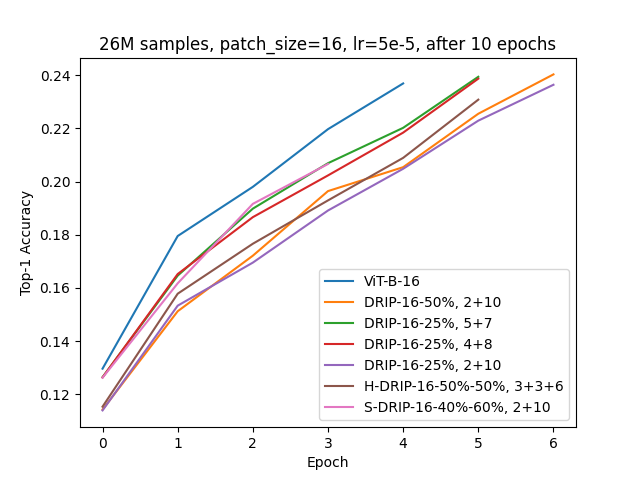 26M samples, patch_size=16, lr=5e-5, after 10 epochs
Top-1 Accuracy
0.24
0.22
0.20
0.18
0.16
0.14
0.12
ViT-B-16
DRIP-16-50%, 2+10
DRIP-16-25%, 5+7
DRIP-16-25%, 4+8
DRIP-16-25%, 2+10
H-DRIP-16-50%-50%, 3+3+6
S-DRIP-16-40%-60%, 2+10
0 1 2 3 4 5 6
Epoch